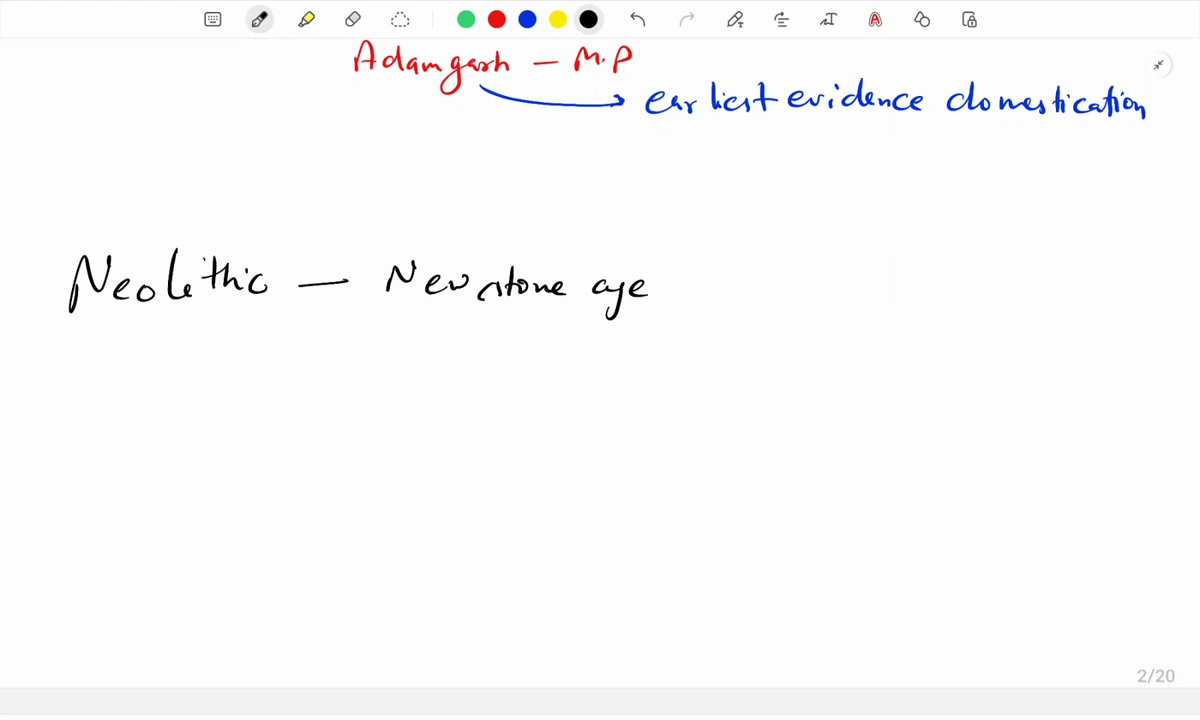 Adamgarh — M.P
earliest evidence domestication
Neolithic — New stone age
2/20